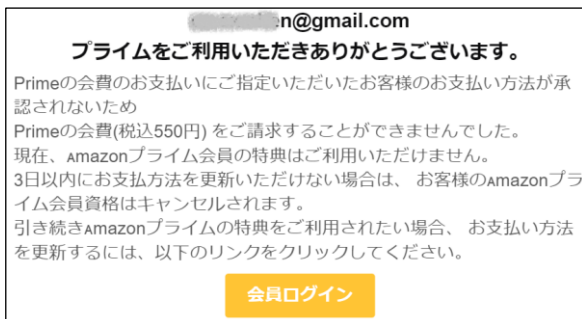 n@gmail.com
プライムをご利用いただきありがとうございます。
Primeの会費のお支払いにご指定いただいたお客様のお支払い方法が承
認されないため
Primeの会費(税込550円) をご請求することができませんでした。
現在、ᴀmazonプライム会員の特典はご利用いただけません。
3日以内にお支払方法を更新いただけない場合は、 お客様のᴀmazonプラ
イム会員資格はキャンセルされます。
引き続きᴀmazonプライムの特典をご利用されたい場合、 お支払い方法
を更新するには、以下のリンクをクリックしてください。
会員ログイン